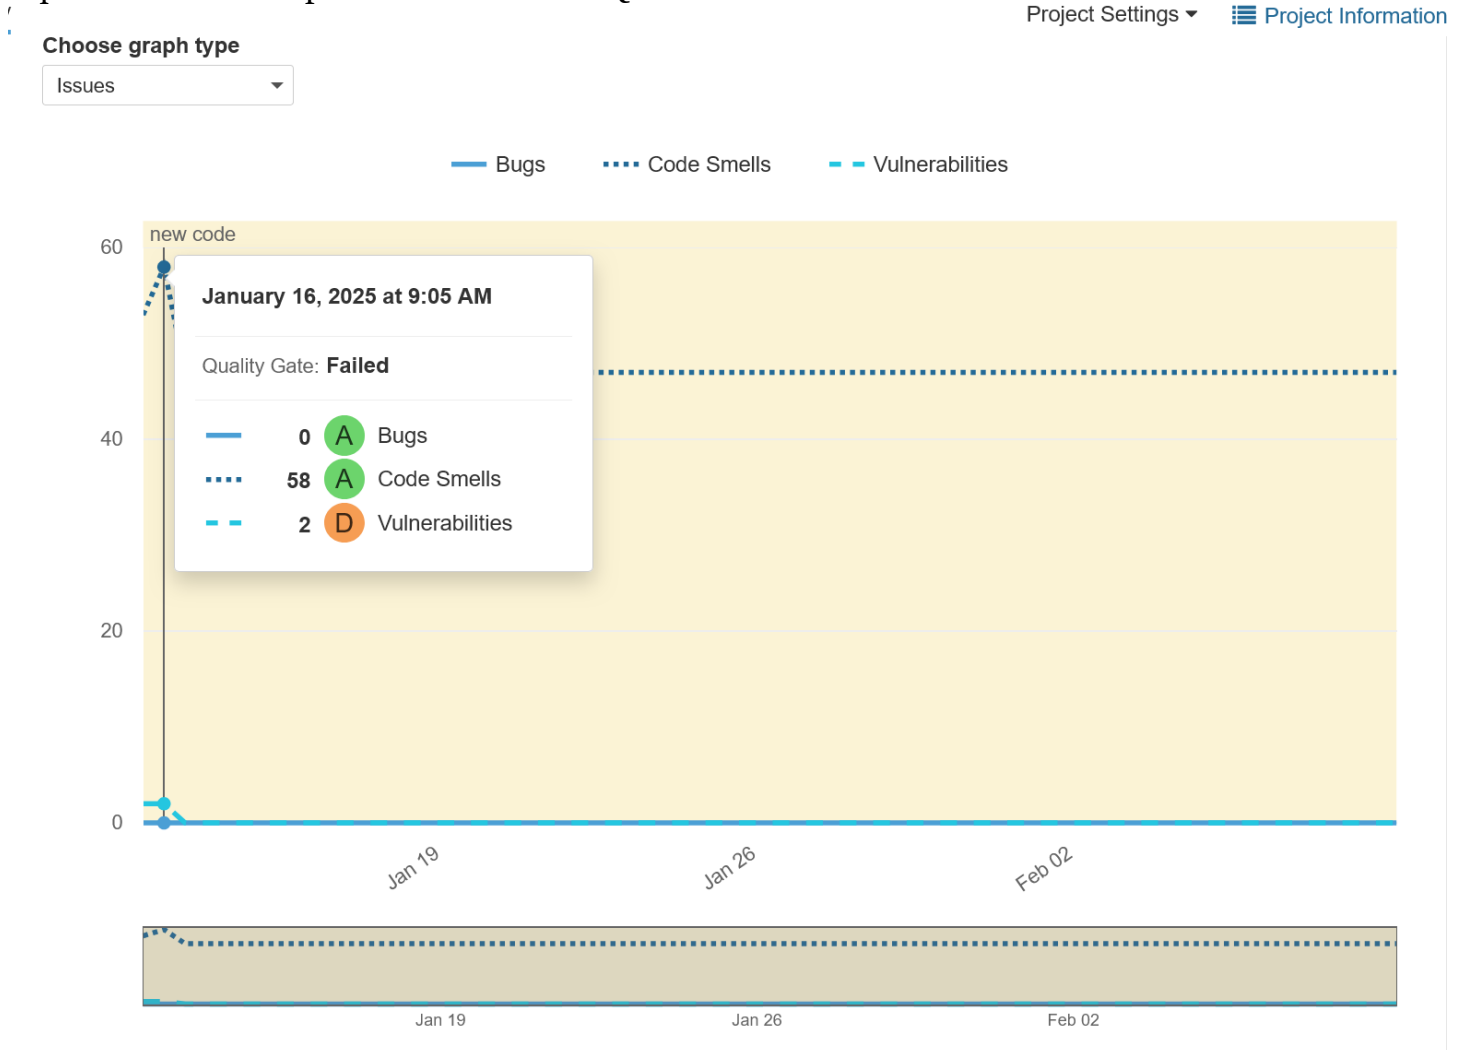 Project Settings
Project Information
Choose graph type
Issues
Bugs
Code Smells
Vulnerabilities
new code
60
January 16, 2025 at 9:05 AM
Quality Gate: Failed
40
0 A Bugs
58 A Code Smells
2 D Vulnerabilities
20
0
Jan 19
Jan 26
Feb 02
Jan 19
Jan 26
Feb 02